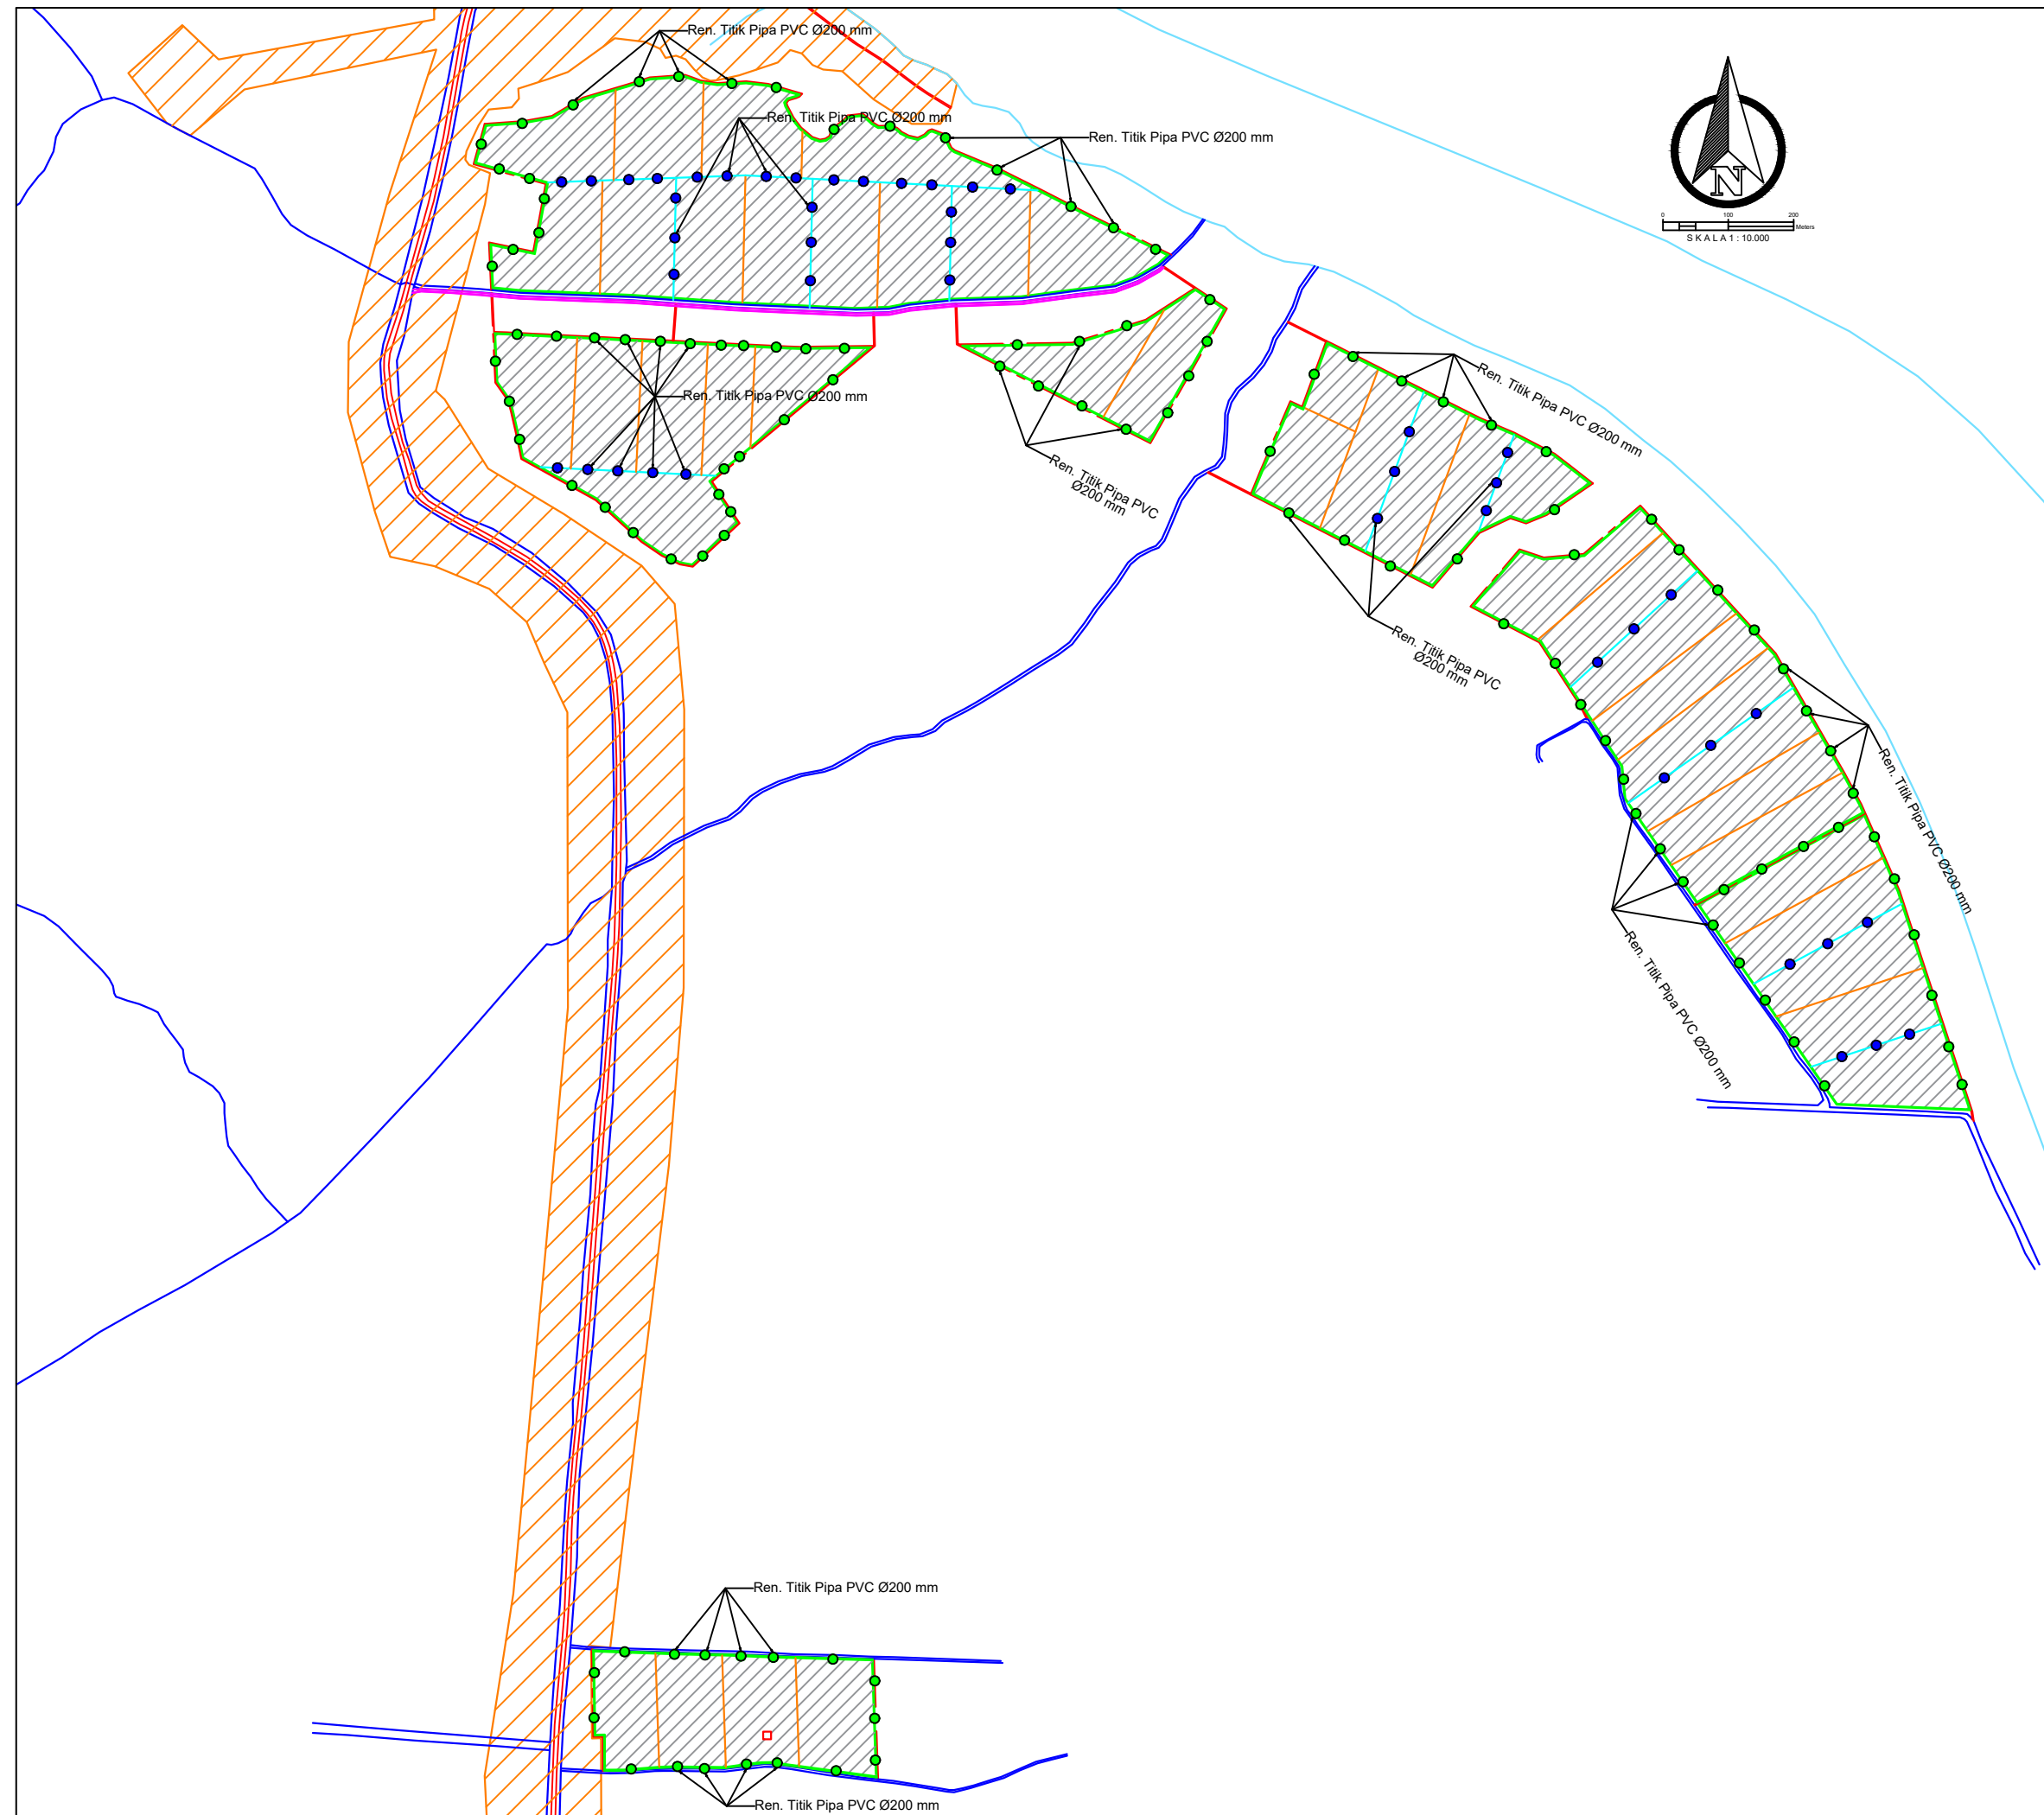 Ren. Titik Pipa PVC Ø200 mm
Ren. Titik Pipa PVC Ø200 mm
Ren. Titik Pipa PVC Ø200 mm
N
0 100 200
Meters
S K A L A 1 : 10.000
Ren. Titik Pipa PVC Ø200 mm
Ren. Titik Pipa PVC Ø200 mm
Ren. Titik Pipa PVC
Ø200 mm
Ren. Titik Pipa PVC
Ø200 mm
Ren. Titik Pipa PVC Ø200 mm
Ren. Titik Pipa PVC Ø200 mm
Ren. Titik Pipa PVC Ø200 mm
Ren. Titik Pipa PVC Ø200 mm